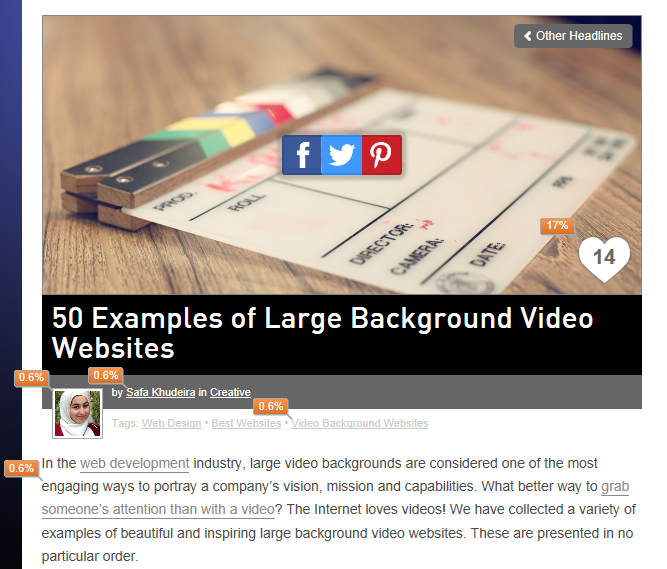 Other Headlines
PROD.
ROLL
DIRECTOR:
CAMERA:
DATE:
FPS
17%
14
50 Examples of Large Background Video
Websites
0.6%
0.6%
by Safa Khudeira in Creative
0.6%
Tags: Web Design • Best Websites • Video Background Websites
0.6%
In the web development industry, large video backgrounds are considered one of the most
engaging ways to portray a company's vision, mission and capabilities. What better way to grab
someone's attention than with a video? The Internet loves videos! We have collected a variety of
examples of beautiful and inspiring large background video websites. These are presented in no
particular order.